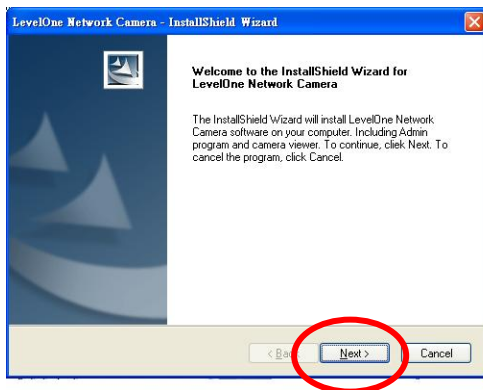 LevelOne Network Camera - InstallShield Wizard
Welcome to the InstallShield Wizard for
LevelOne Network Camera
The InstallShield Wizard will install LevelOne Network
Camera software on your computer. Including Admin
program and camera viewer. To continue, cliek Next. To
cancel the program, click Cancel.
Next > Cancel